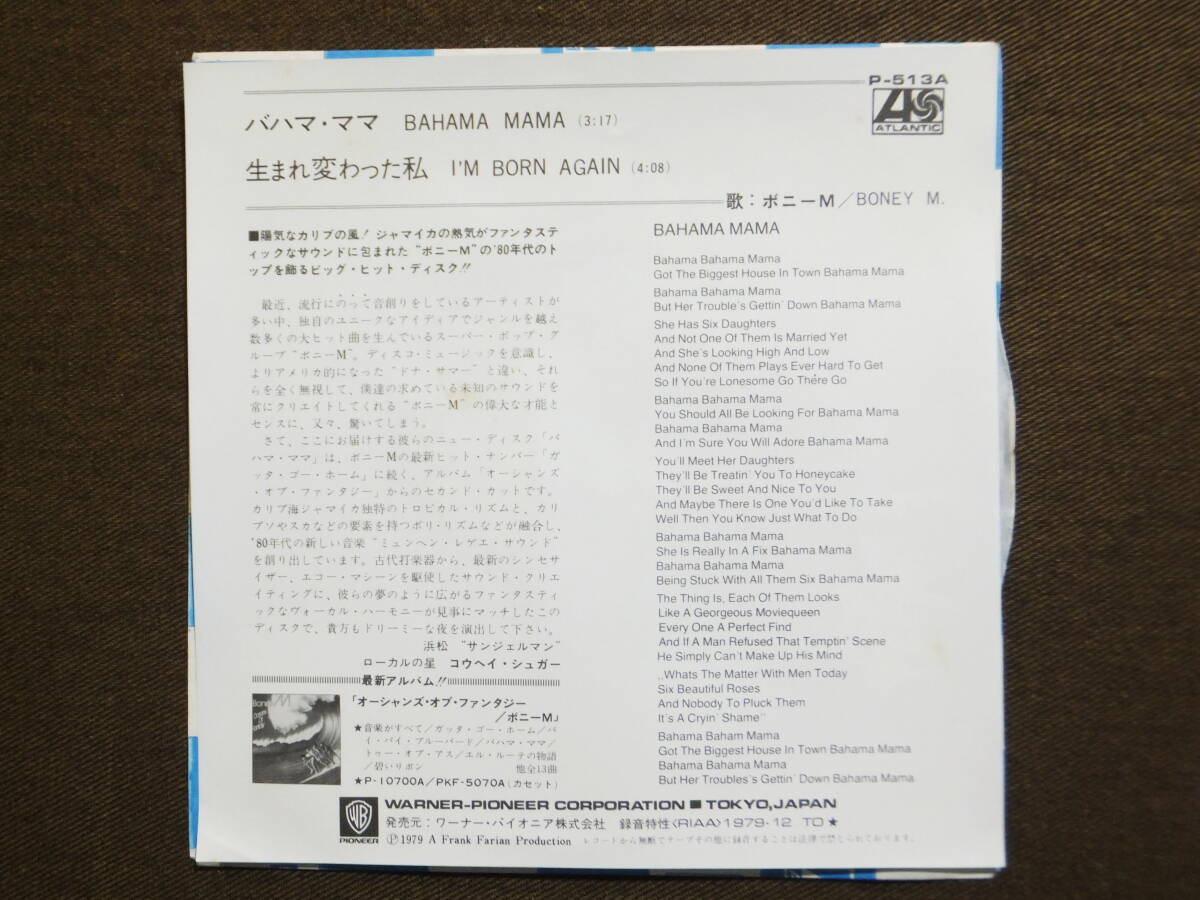 P-513A
ATLANTIC
バハマ・ママ BAHAMA MAMA (3:17)
生まれ変わった私 I'M BORN AGAIN (4:08)
歌：ボニーM／BONEY M.
■陽気なカリブの風！ジャマイカの熱気がファンタステ
ィックなサウンドに包まれた“ボニーM”の'80年代のト
ップを飾るビッグ・ヒット・ディスク!!
最近、流行にのって音創りをしているアーティストが
多い中、独自のユニークなアイディアでジャンルを越え
数多くの大ヒット曲を生んでいるスーパー・ポップ・グ
ループ“ボニーM”。ディスコ・ミュージックを意識し、
よりアメリカ的になった“ドナ・サマー”と違い、それ
らを全く無視して、僕達の求めている未知のサウンドを
常にクリエイトしてくれる“ボニーM”の偉大な才能と
センスに、又々、驚いてしまう。
さて、ここにお届けする彼らのニュー・ディスク「バ
ハマ・ママ」は、ボニーMの最新ヒット・ナンバー「ガ
ッタ・ゴー・ホーム」に続く、アルバム「オーシャンズ
・オブ・ファンタジー」からのセカンド・カットです。
カリブ海ジャマイカ独特のトロピカル・リズムと、カリ
プソやスカなどの要素を持つポリ・リズムなどが融合し、
'80年代の新しい音楽“ミュンヘン・レゲエ・サウンド”
を創り出しています。古代打楽器から、最新のシンセサ
イザー、エコー・マシーンを駆使したサウンド・クリエ
イティングに、彼らの夢のように広がるファンタスティ
ックなヴォーカル・ハーモニーが見事にマッチしたこの
ディスクで、貴方もドリーミーな夜を演出して下さい。
浜松 “サンジェルマン”
ローカルの星 コウヘイ・シュガー
最新アルバム!!
「オーシャンズ・オブ・ファンタジー
／ボニーM」
★音楽がすべて／ガッタ・ゴー・ホーム／バ
イ・バイ・ブルーバード／バハマ・ママ／
トゥー・オブ・アス／エル・ルーテの物語
／碧いリボン 他全13曲
★P-10700A／PKF-5070A（カセット）
BAHAMA MAMA
Bahama Bahama Mama
Got The Biggest House In Town Bahama Mama
Bahama Bahama Mama
But Her Trouble's Gettin' Down Bahama Mama
She Has Six Daughters
And Not One Of Them Is Married Yet
And She's Looking High And Low
And None Of Them Plays Ever Hard To Get
So If You're Lonesome Go There Go
Bahama Bahama Mama
You Should All Be Looking For Bahama Mama
Bahama Bahama Mama
And I'm Sure You Will Adore Bahama Mama
You'll Meet Her Daughters
They'll Be Treatin' You To Honeycake
They'll Be Sweet And Nice To You
And Maybe There Is One You'd Like To Take
Well Then You Know Just What To Do
Bahama Bahama Mama
She Is Really In A Fix Bahama Mama
Bahama Bahama Mama
Being Stuck With All Them Six Bahama Mama
The Thing Is, Each Of Them Looks
Like A Georgeous Moviequeen
Every One A Perfect Find
And If A Man Refused That Temptin' Scene
He Simply Can't Make Up His Mind
„Whats The Matter With Men Today
Six Beautiful Roses
And Nobody To Pluck Them
It's A Cryin' Shame"
Bahama Baham Mama
Got The Biggest House In Town Bahama Mama
Bahama Bahama Mama
But Her Troubles's Gettin' Down Bahama Mama
PIONEER
WARNER-PIONEER CORPORATION ■ TOKYO, JAPAN
発売元：ワーナー・パイオニア株式会社 録音特性〈RIAA〉1979・12 TO★
Ⓟ1979 A Frank Farian Production レコードから無断でテープその他に録音することは法律で禁じられております。